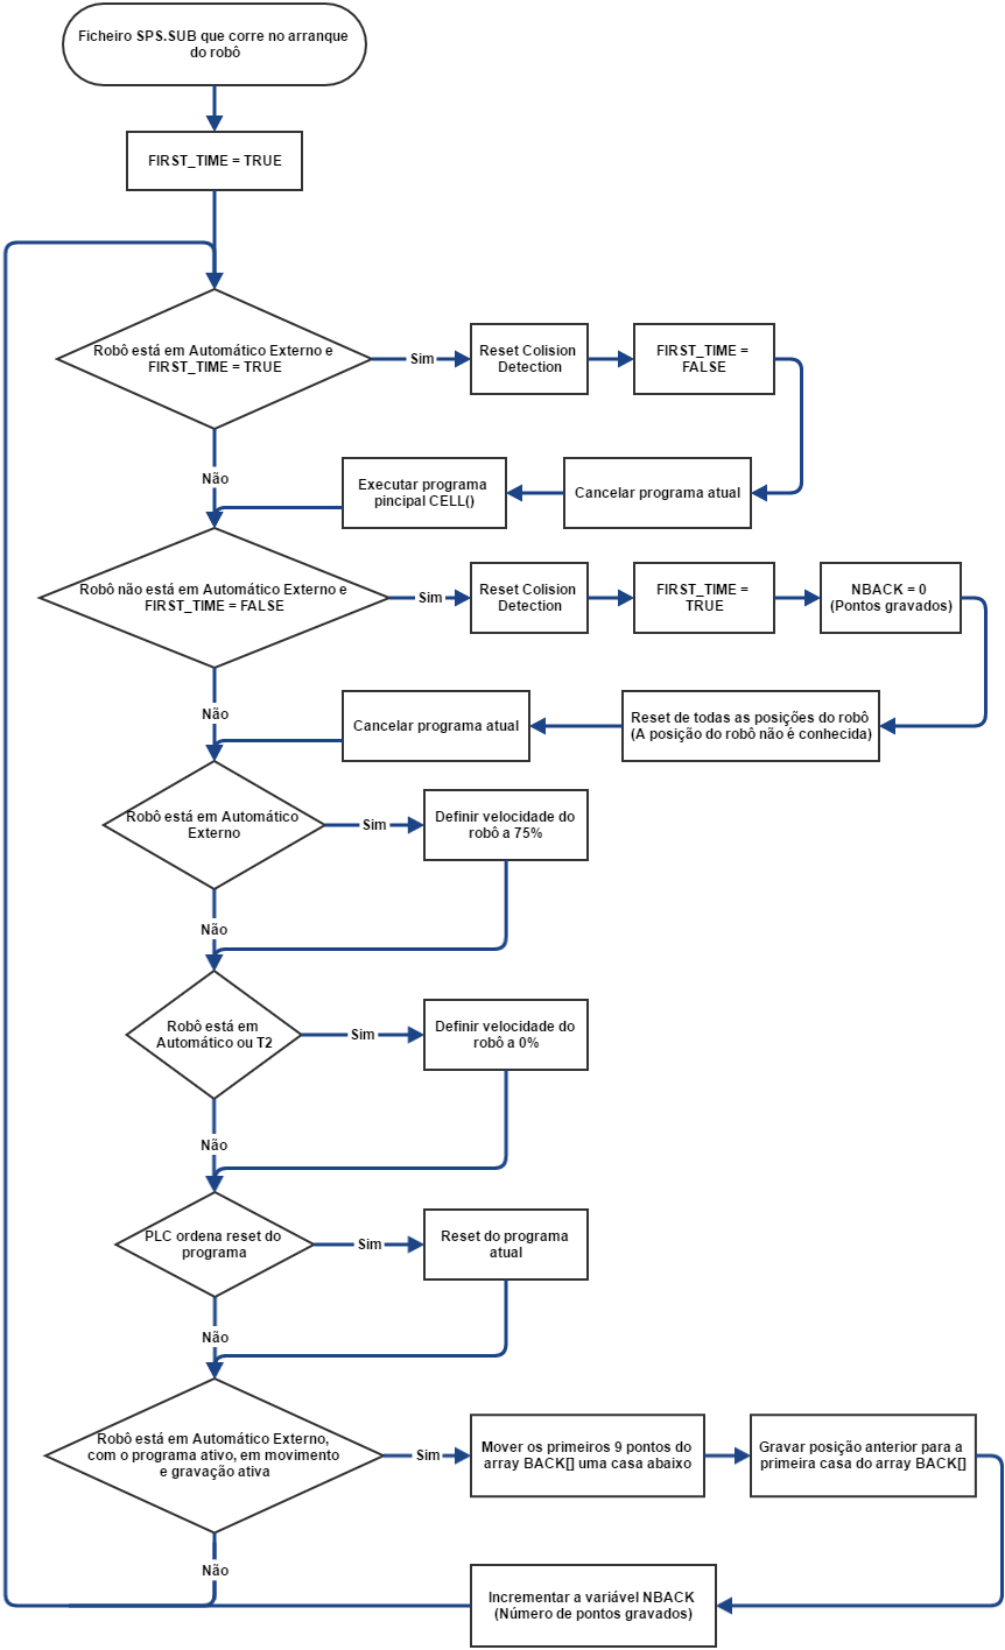 Ficheiro SPS.SUB que corre no arranque
do robô
FIRST_TIME = TRUE
Robô está em Automático Externo e
FIRST_TIME = TRUE
Sim
Reset Colision
Detection
FIRST_TIME =
FALSE
Não
Executar programa
pincipal CELL()
Cancelar programa atual
Robô não está em Automático Externo e
FIRST_TIME = FALSE
Sim
Reset Colision
Detection
FIRST_TIME =
TRUE
NBACK = 0
(Pontos gravados)
Não
Cancelar programa atual
Reset de todas as posições do robô
(A posição do robô não é conhecida)
Robô está em Automático
Externo
Sim
Definir velocidade do
robô a 75%
Não
Robô está em
Automático ou T2
Sim
Definir velocidade do
robô a 0%
Não
PLC ordena reset do
programa
Sim
Reset do programa
atual
Não
Robô está em Automático Externo,
com o programa ativo, em movimento
e gravação ativa
Sim
Mover os primeiros 9 pontos do
array BACK[] uma casa abaixo
Gravar posição anterior para a
primeira casa do array BACK[]
Não
Incrementar a variável NBACK
(Número de pontos gravados)